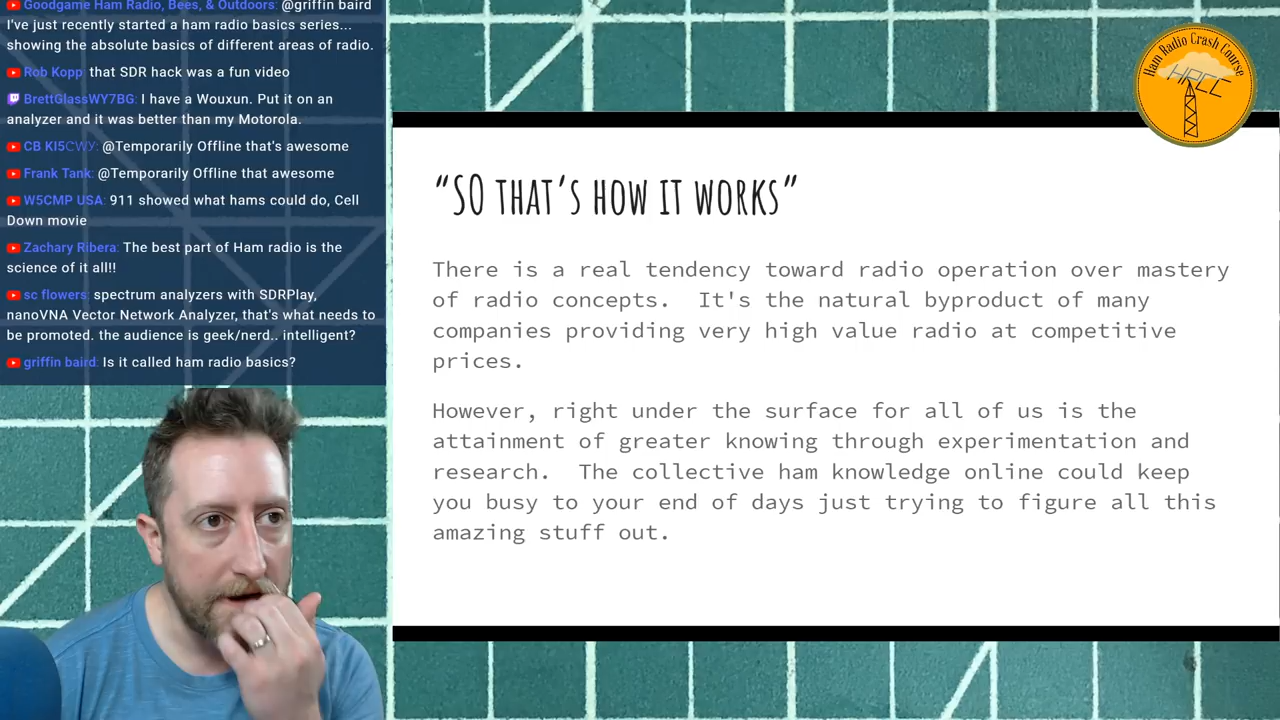 Goodgame Ham Radio, Bees, & Outdoors: @griffin baird
I've just recently started a ham radio basics series...
showing the absolute basics of different areas of radio.
Rob Kopp: that SDR hack was a fun video
BrettGlassWY7BG: I have a Wouxun. Put it on an
analyzer and it was better than my Motorola.
CB KI5CWY: @Temporarily Offline that's awesome
Frank Tank: @Temporarily Offline that awesome
W5CMP USA: 911 showed what hams could do, Cell
Down movie
Zachary Ribera: The best part of Ham radio is the
science of it all!!
sc flowers: spectrum analyzers with SDRPlay,
nanoVNA Vector Network Analyzer, that's what needs to
be promoted. the audience is geek/nerd.. intelligent?
griffin baird: Is it called ham radio basics?
Ham Radio Crash Course
HRCC
“SO THAT'S HOW IT WORKS”
There is a real tendency toward radio operation over mastery
of radio concepts.  It's the natural byproduct of many
companies providing very high value radio at competitive
prices.
However, right under the surface for all of us is the
attainment of greater knowing through experimentation and
research.  The collective ham knowledge online could keep
you busy to your end of days just trying to figure all this
amazing stuff out.